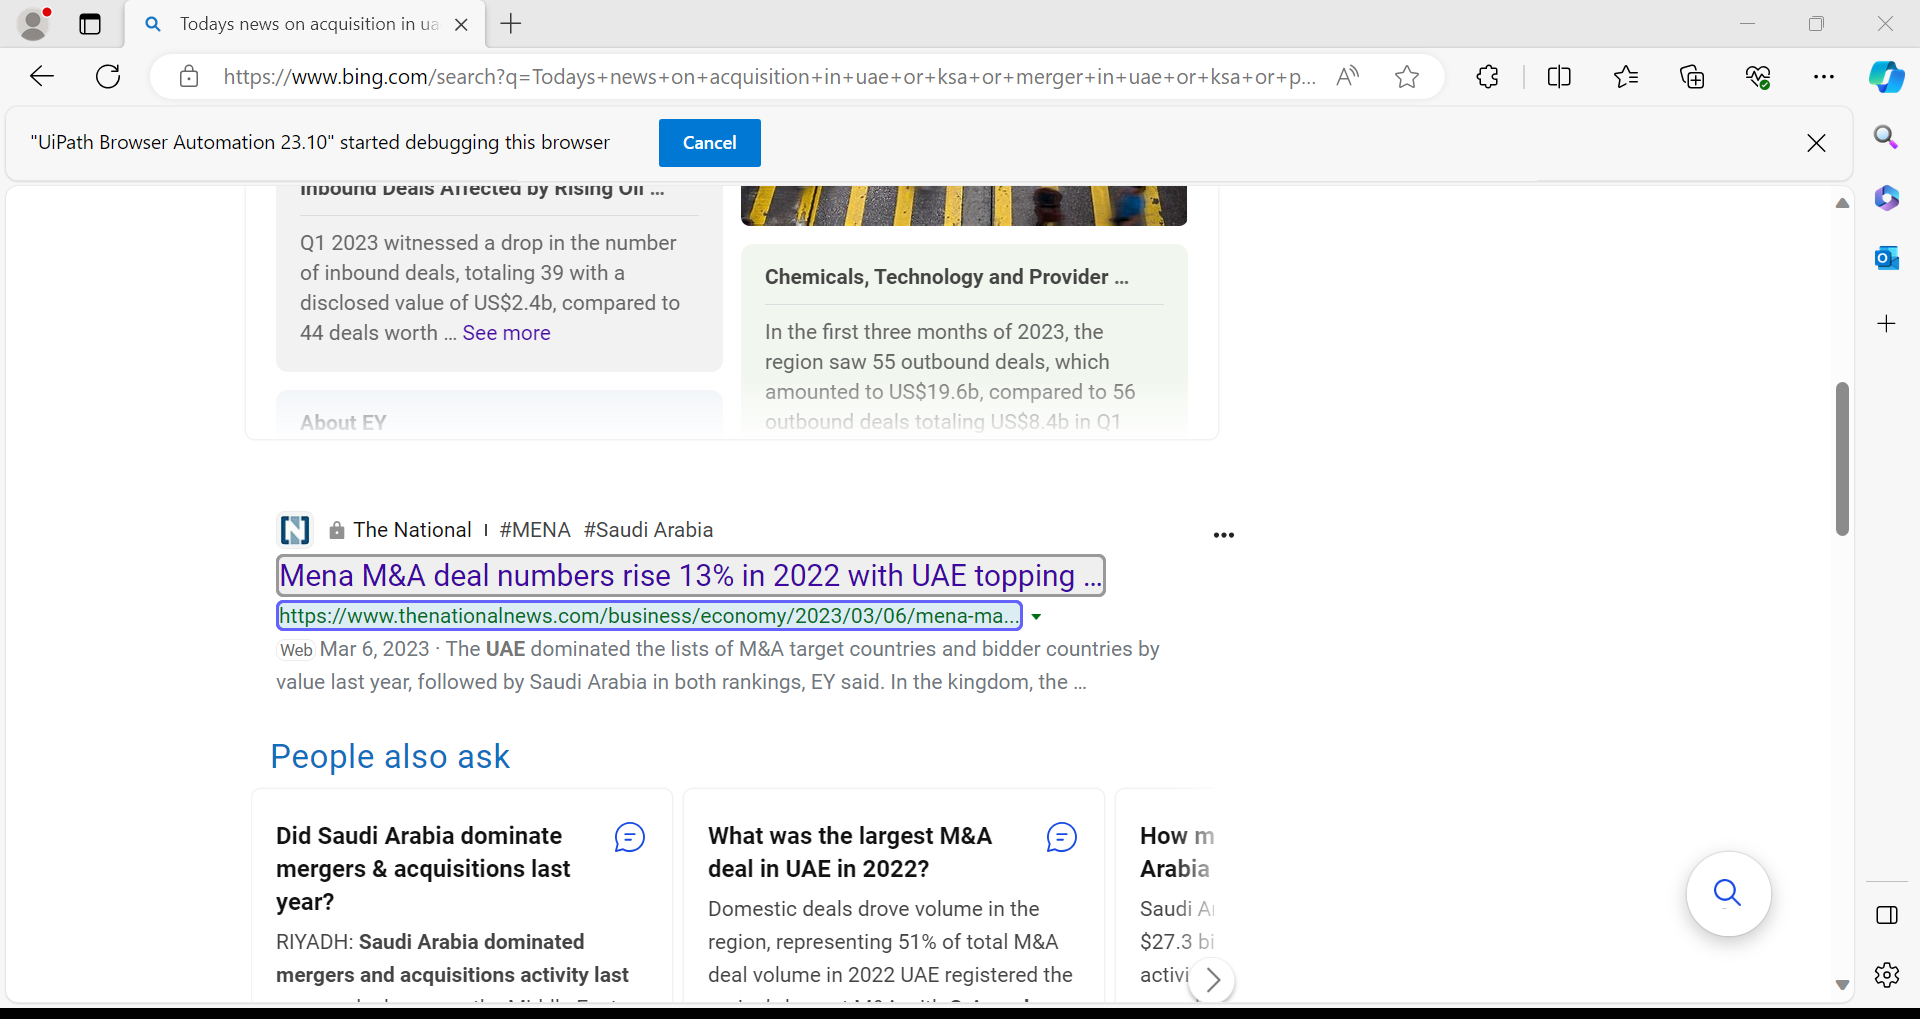 Todays news on acquisition in ua
https://www.bing.com/search?q=Todays+news+on+acquisition+in+uae+or+ksa+or+merger+in+uae+or+ksa+or+p...
"UiPath Browser Automation 23.10" started debugging this browser
Cancel
Inbound Deals Affected by Rising Oil ...
Q1 2023 witnessed a drop in the number
of inbound deals, totaling 39 with a
disclosed value of US$2.4b, compared to
44 deals worth ... See more
About EY
Chemicals, Technology and Provider ...
In the first three months of 2023, the
region saw 55 outbound deals, which
amounted to US$19.6b, compared to 56
outbound deals totaling US$8.4b in Q1
The National | #MENA #Saudi Arabia
Mena M&A deal numbers rise 13% in 2022 with UAE topping ...
https://www.thenationalnews.com/business/economy/2023/03/06/mena-ma...
Web Mar 6, 2023 · The UAE dominated the lists of M&A target countries and bidder countries by
value last year, followed by Saudi Arabia in both rankings, EY said. In the kingdom, the ...
People also ask
Did Saudi Arabia dominate
mergers & acquisitions last
year?
RIYADH: Saudi Arabia dominated
mergers and acquisitions activity last
What was the largest M&A
deal in UAE in 2022?
Domestic deals drove volume in the
region, representing 51% of total M&A
deal volume in 2022 UAE registered the
How m
Arabia
Saudi A
$27.3 bi
activi